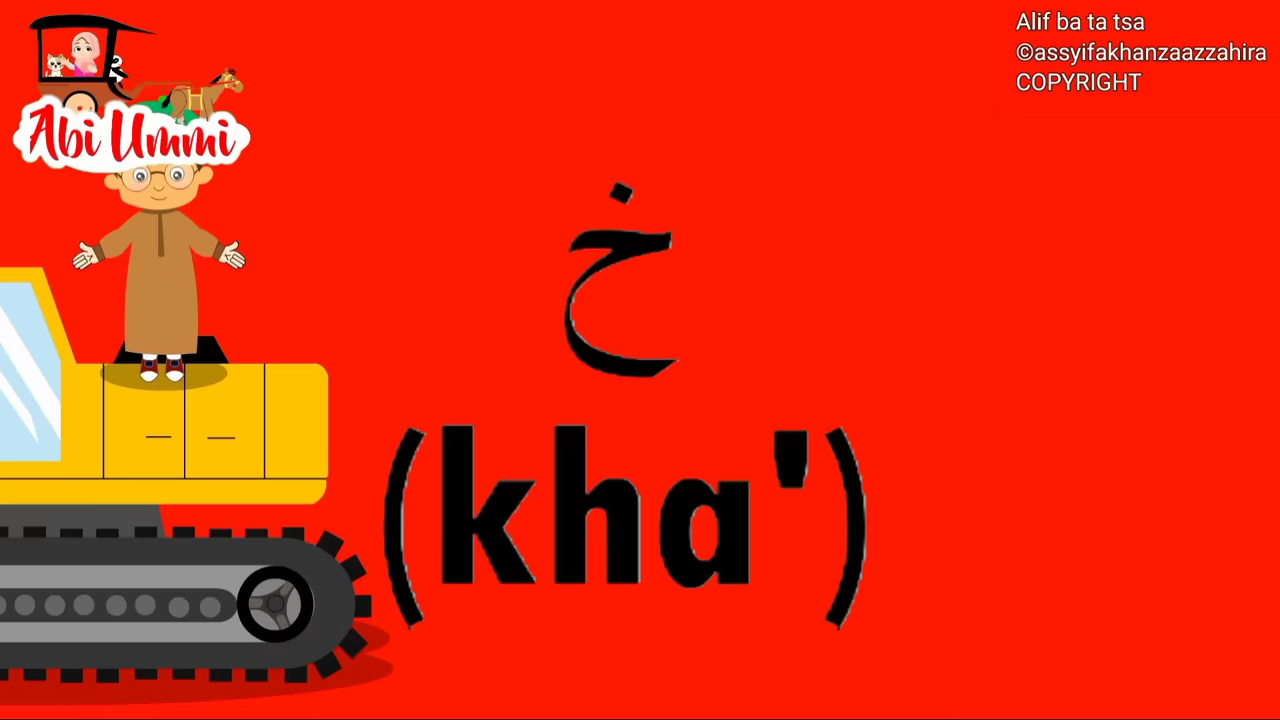 Alif ba ta tsa
©assyifakhanzaazzahira
COPYRIGHT
Abi Ummi
خ
(kha')